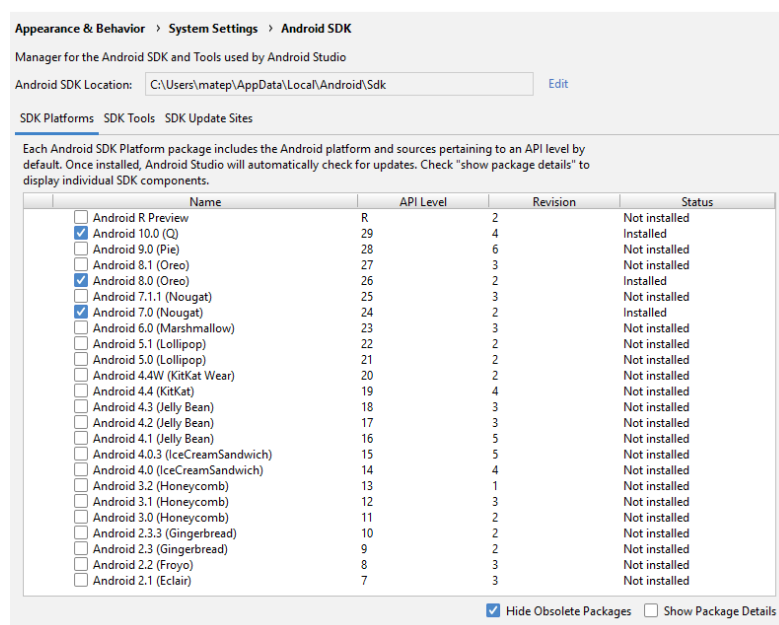 Appearance & Behavior › System Settings › Android SDK
Manager for the Android SDK and Tools used by Android Studio
Android SDK Location: C:\Users\matep\AppData\Local\Android\Sdk Edit
SDK Platforms SDK Tools SDK Update Sites
Each Android SDK Platform package includes the Android platform and sources pertaining to an API level by
default. Once installed, Android Studio will automatically check for updates. Check "show package details" to
display individual SDK components.
Name API Level Revision Status
Android R Preview R 2 Not installed
Android 10.0 (Q) 29 4 Installed
Android 9.0 (Pie) 28 6 Not installed
Android 8.1 (Oreo) 27 3 Not installed
Android 8.0 (Oreo) 26 2 Installed
Android 7.1.1 (Nougat) 25 3 Not installed
Android 7.0 (Nougat) 24 2 Installed
Android 6.0 (Marshmallow) 23 3 Not installed
Android 5.1 (Lollipop) 22 2 Not installed
Android 5.0 (Lollipop) 21 2 Not installed
Android 4.4W (KitKat Wear) 20 2 Not installed
Android 4.4 (KitKat) 19 4 Not installed
Android 4.3 (Jelly Bean) 18 3 Not installed
Android 4.2 (Jelly Bean) 17 3 Not installed
Android 4.1 (Jelly Bean) 16 5 Not installed
Android 4.0.3 (IceCreamSandwich) 15 5 Not installed
Android 4.0 (IceCreamSandwich) 14 4 Not installed
Android 3.2 (Honeycomb) 13 1 Not installed
Android 3.1 (Honeycomb) 12 3 Not installed
Android 3.0 (Honeycomb) 11 2 Not installed
Android 2.3.3 (Gingerbread) 10 2 Not installed
Android 2.3 (Gingerbread) 9 2 Not installed
Android 2.2 (Froyo) 8 3 Not installed
Android 2.1 (Eclair) 7 3 Not installed
Hide Obsolete Packages Show Package Details